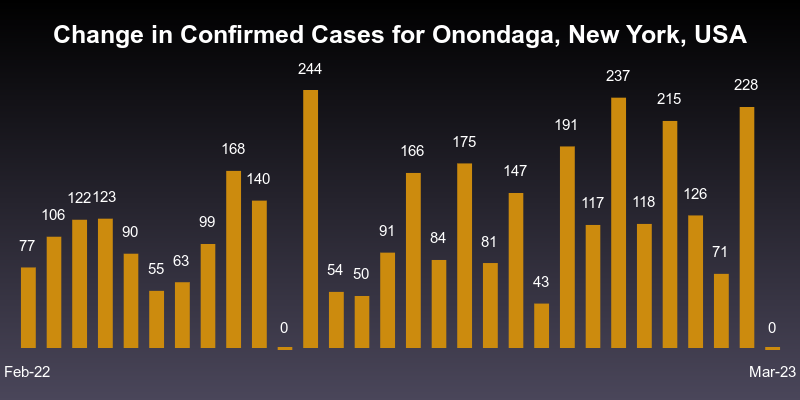 Change in Confirmed Cases for Onondaga, New York, USA
77 106 122 123 90 55 63 99 168 140 0 244 54 50 91 166 84 175 81 147 43 191 117 237 118 215 126 71 228 0
Feb-22 Mar-23